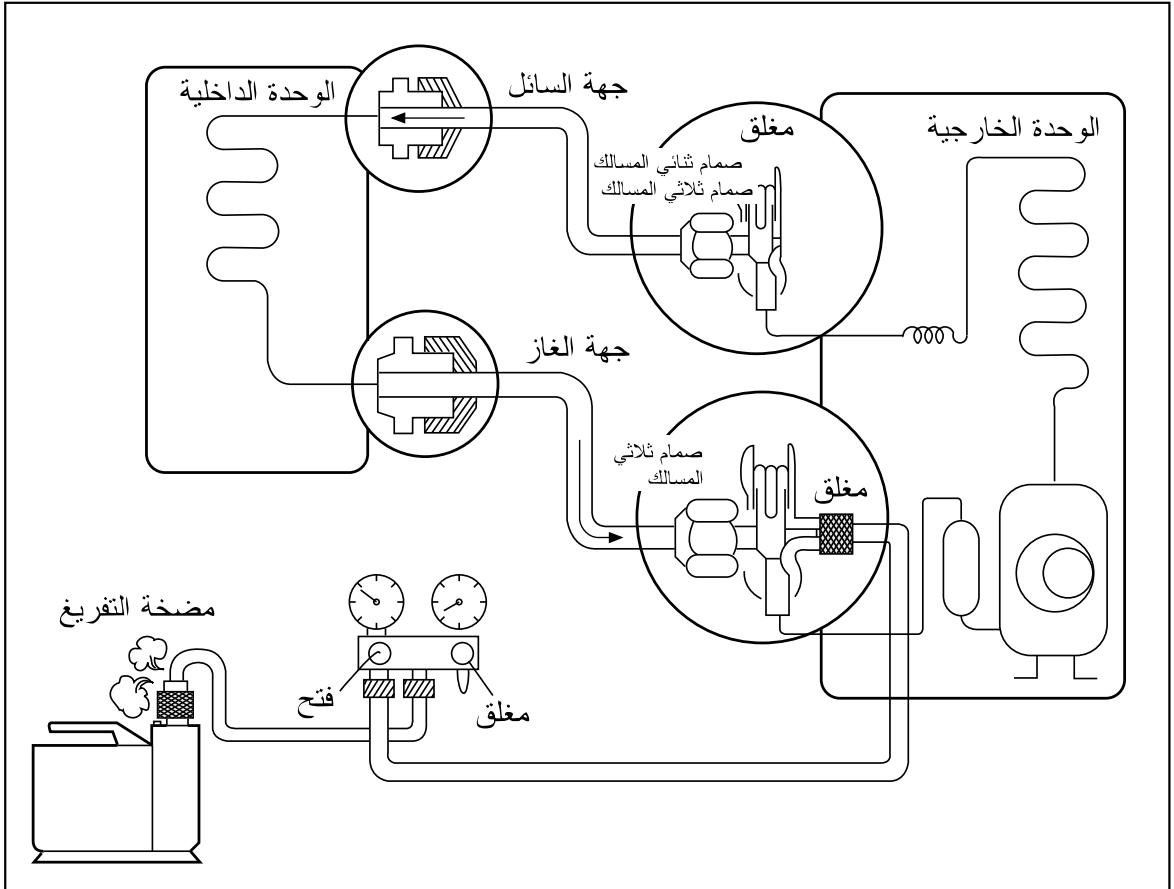 الوحدة الداخلية
جهة السائل
مغلق
الوحدة الخارجية
صمام ثنائي المسالك
صمام ثلاثي المسالك
جهة الغاز
صمام ثلاثي
المسالك
مغلق
مضخة التفريغ
فتح
مغلق